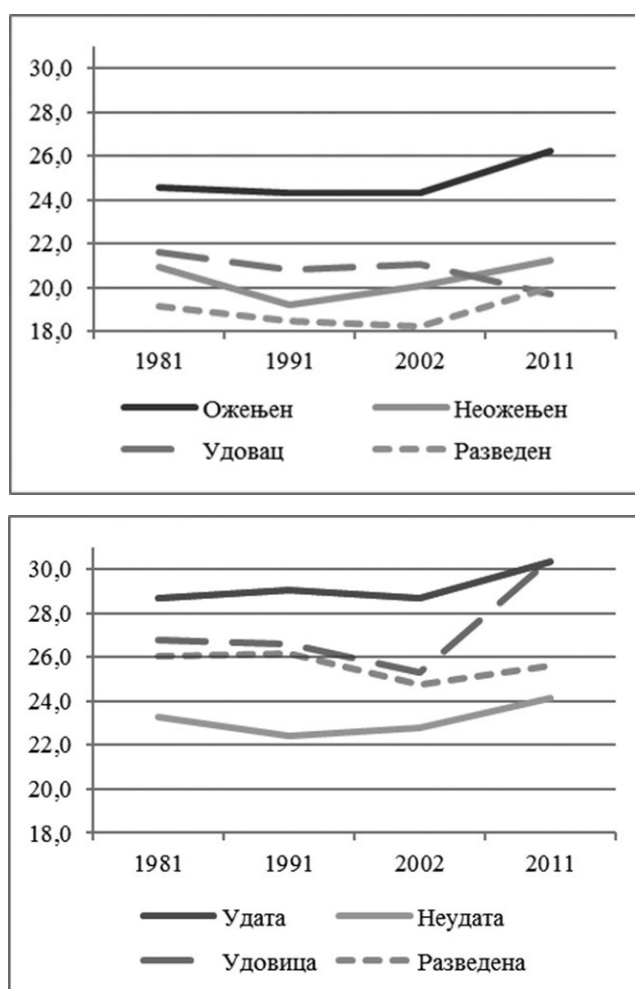 30,0
28,0
26,0
24,0
22,0
20,0
18,0
1981 1991 2002 2011
Ожењен Неожењен
Удовац Разведен
30,0
28,0
26,0
24,0
22,0
20,0
18,0
1981 1991 2002 2011
Удата Неудата
Удовица Разведена